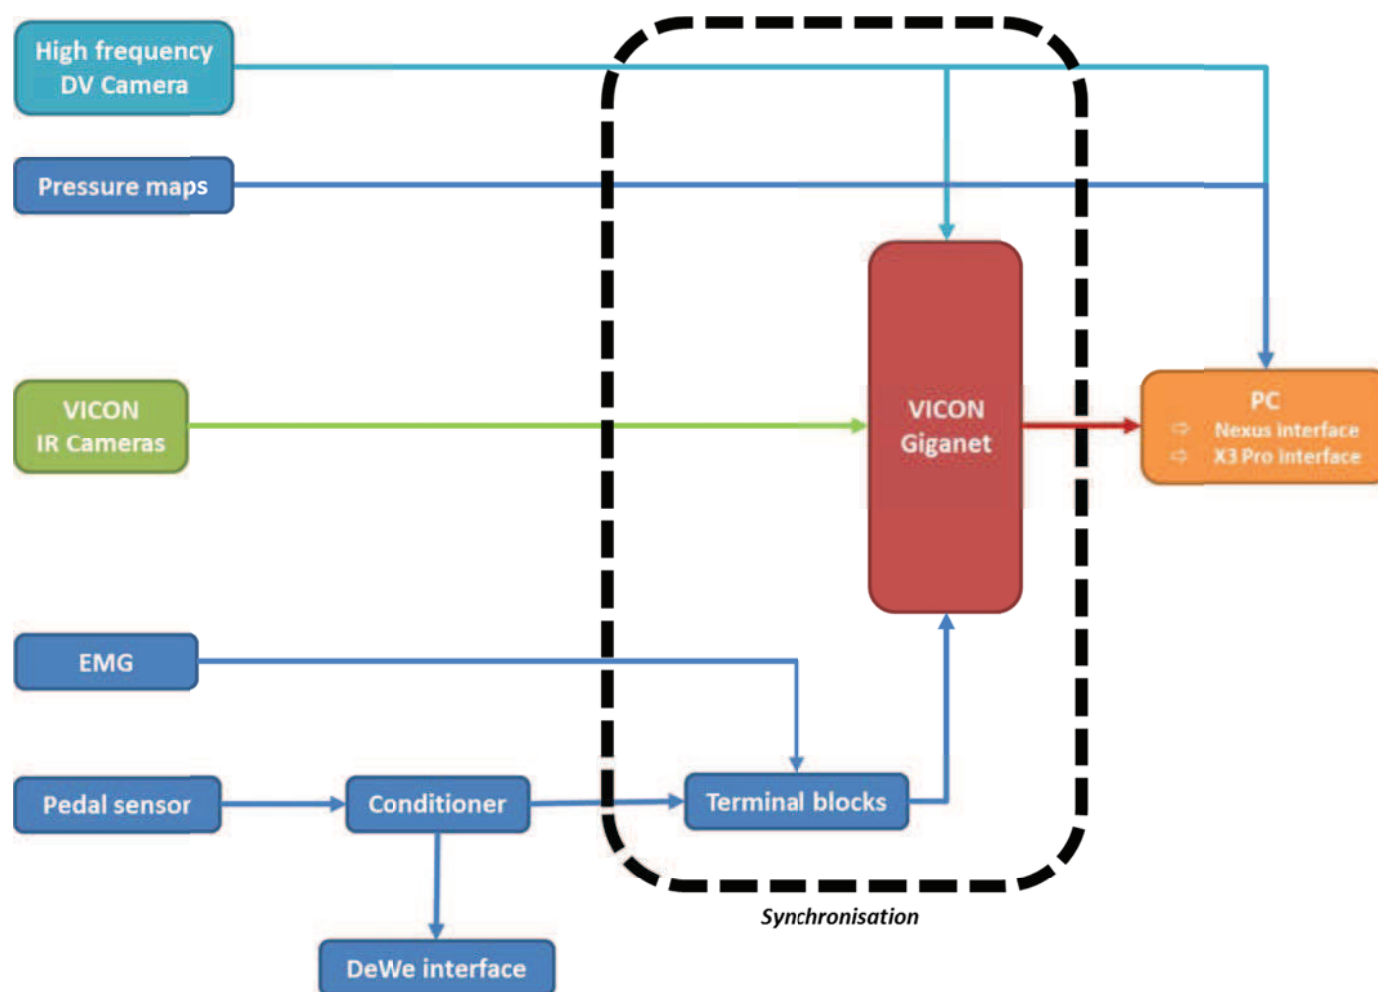 High frequency
DV Camera
Pressure maps
VICON
IR Cameras
VICON
Giganet
PC
⇨ Nexus interface
⇨ X3 Pro Interface
EMG
Pedal sensor
Conditioner
Terminal blocks
Synchronisation
DeWe interface